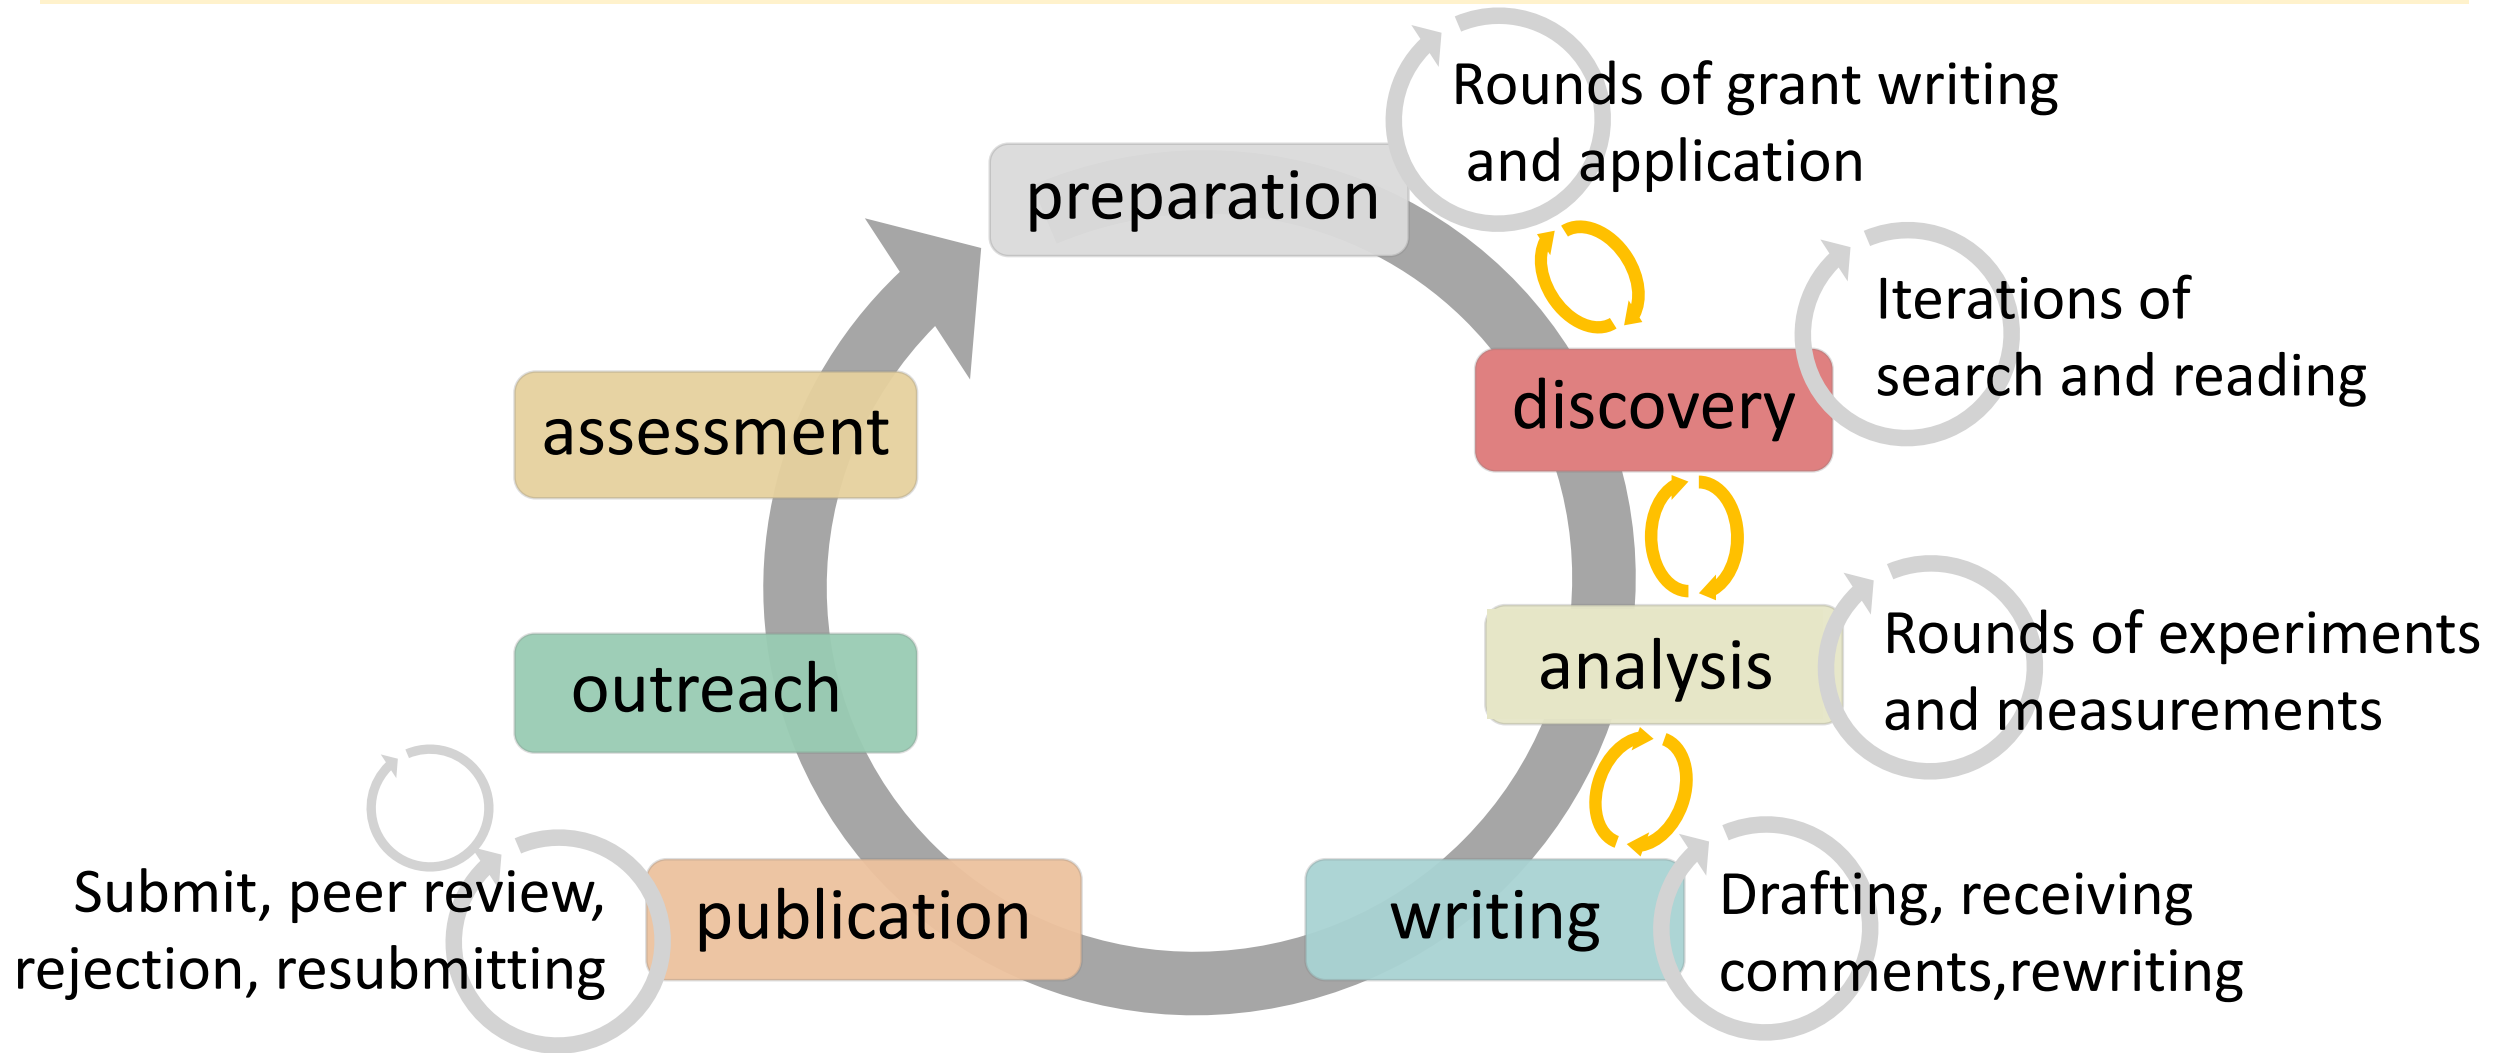 Rounds of grant writing
and application
preparation
Iterations of
search and reading
discovery
assessment
Rounds of experiments
and measurements
analysis
outreach
Submit, peer review,
rejection, resubmitting
publication
writing
Drafting, receiving
comments,rewriting